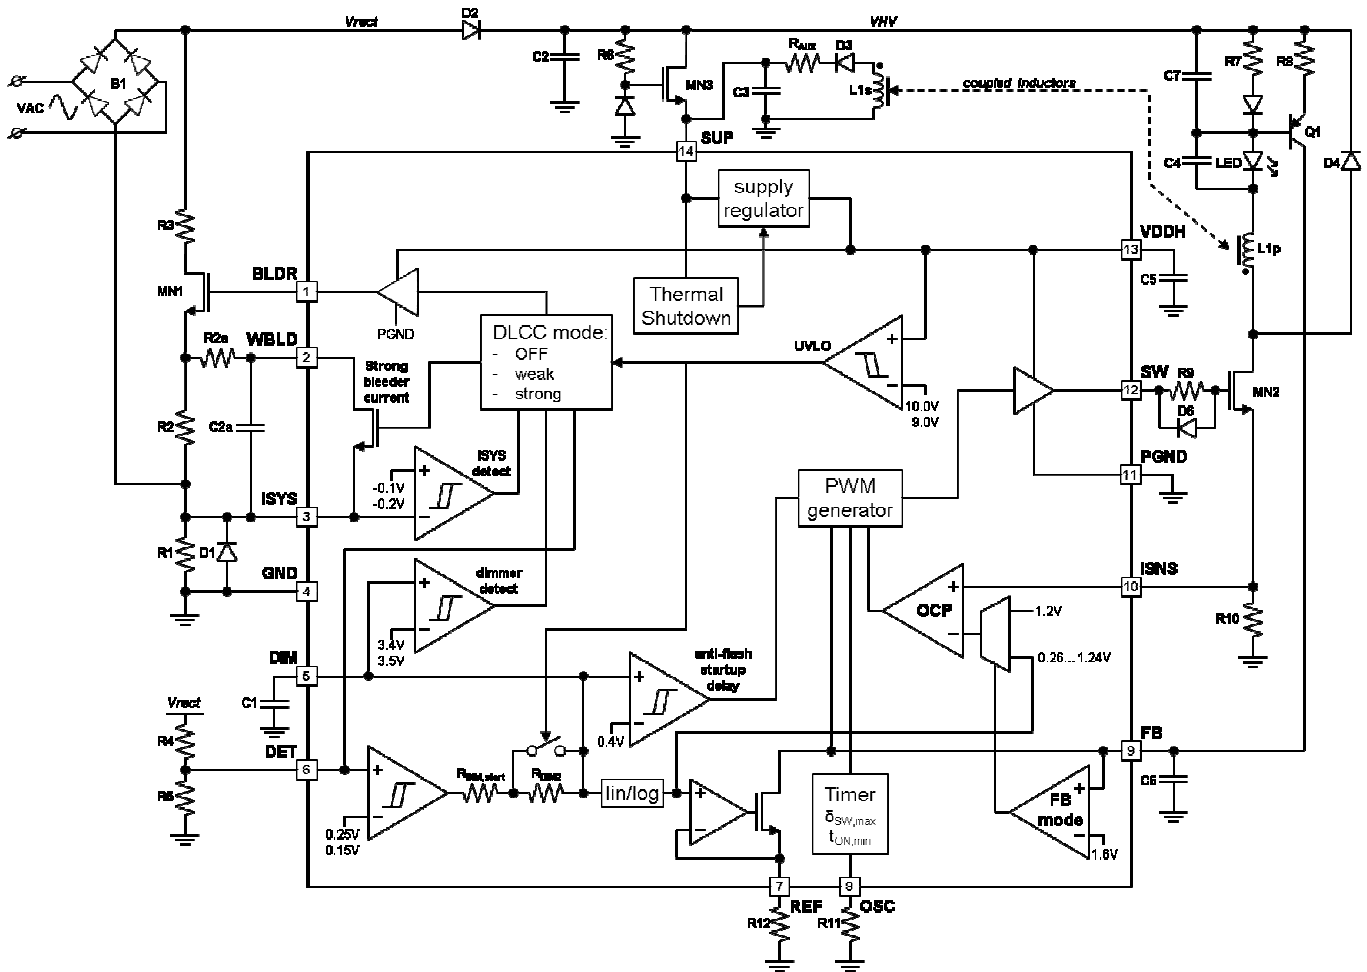 Vrect
D2
VHV
B1
VAC
C2
R6
MN3
RAUX
D3
C3
L1s
coupled inductors
C7
R7
R8
Q1
C4
LED
D4
L1p
SUP
14
supply
regulator
VDDH
13
C5
Thermal
Shutdown
R3
MN1
BLDR
1
PGND
DLCC mode:
- OFF
- weak
- strong
UVLO
+
−
10.0V
9.0V
R2a
WBLD
2
Strong
bleeder
current
SW
12
R9
D6
MN2
R2
C2a
ISYS
detect
+
-0.1V
-0.2V
−
PWM
generator
PGND
11
ISYS
3
R1
D1
GND
4
dimmer
detect
+
−
3.4V
3.5V
OCP
+
−
1.2V
0.26...1.24V
ISNS
10
R10
DIM
5
C1
anti-flash
startup
delay
+
−
0.4V
Vrect
R4
R5
DET
6
+
−
0.25V
0.15V
RDIM,start
RDIM2
lin/log
+
−
Timer
δSW,max
tON,min
FB
mode
+
−
1.6V
FB
9
C6
7
REF
R12
8
OSC
R11